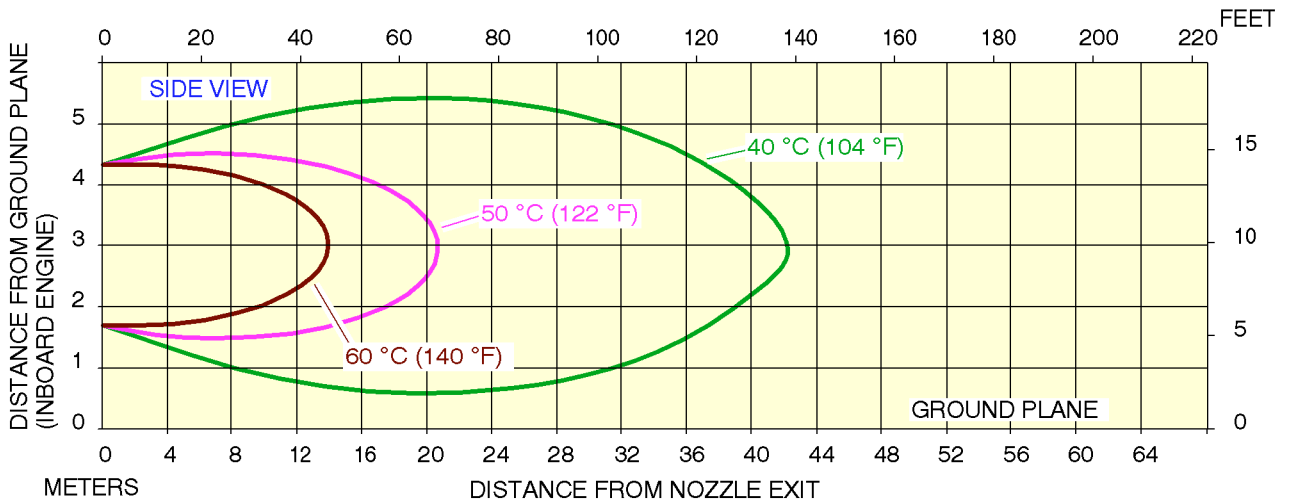 FEET
0 20 40 60 80 100 120 140 160 180 200 220
SIDE VIEW
DISTANCE FROM GROUND PLANE
(INBOARD ENGINE)
5
4
3
2
1
0
40 °C (104 °F)
50 °C (122 °F)
60 °C (140 °F)
15
10
5
0
GROUND PLANE
0 4 8 12 16 20 24 28 32 36 40 44 48 52 56 60 64
METERS
DISTANCE FROM NOZZLE EXIT